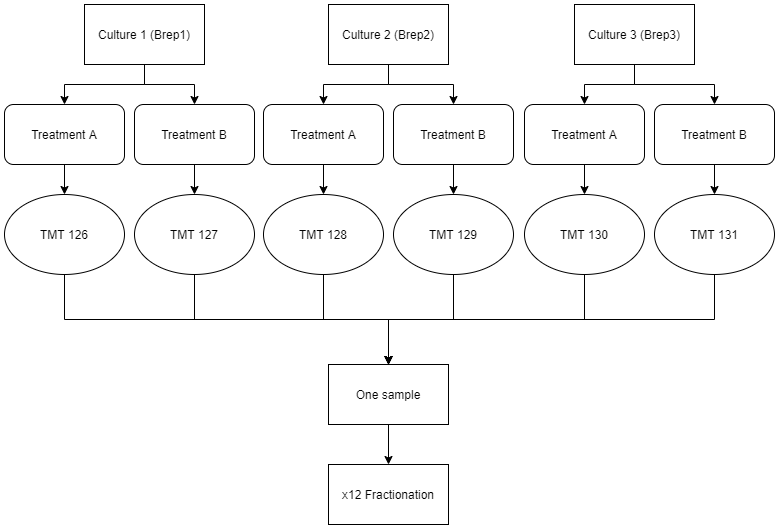 Culture 1 (Brep1)
Culture 2 (Brep2)
Culture 3 (Brep3)
Treatment A
Treatment B
Treatment A
Treatment B
Treatment A
Treatment B
TMT 126
TMT 127
TMT 128
TMT 129
TMT 130
TMT 131
One sample
x12 Fractionation